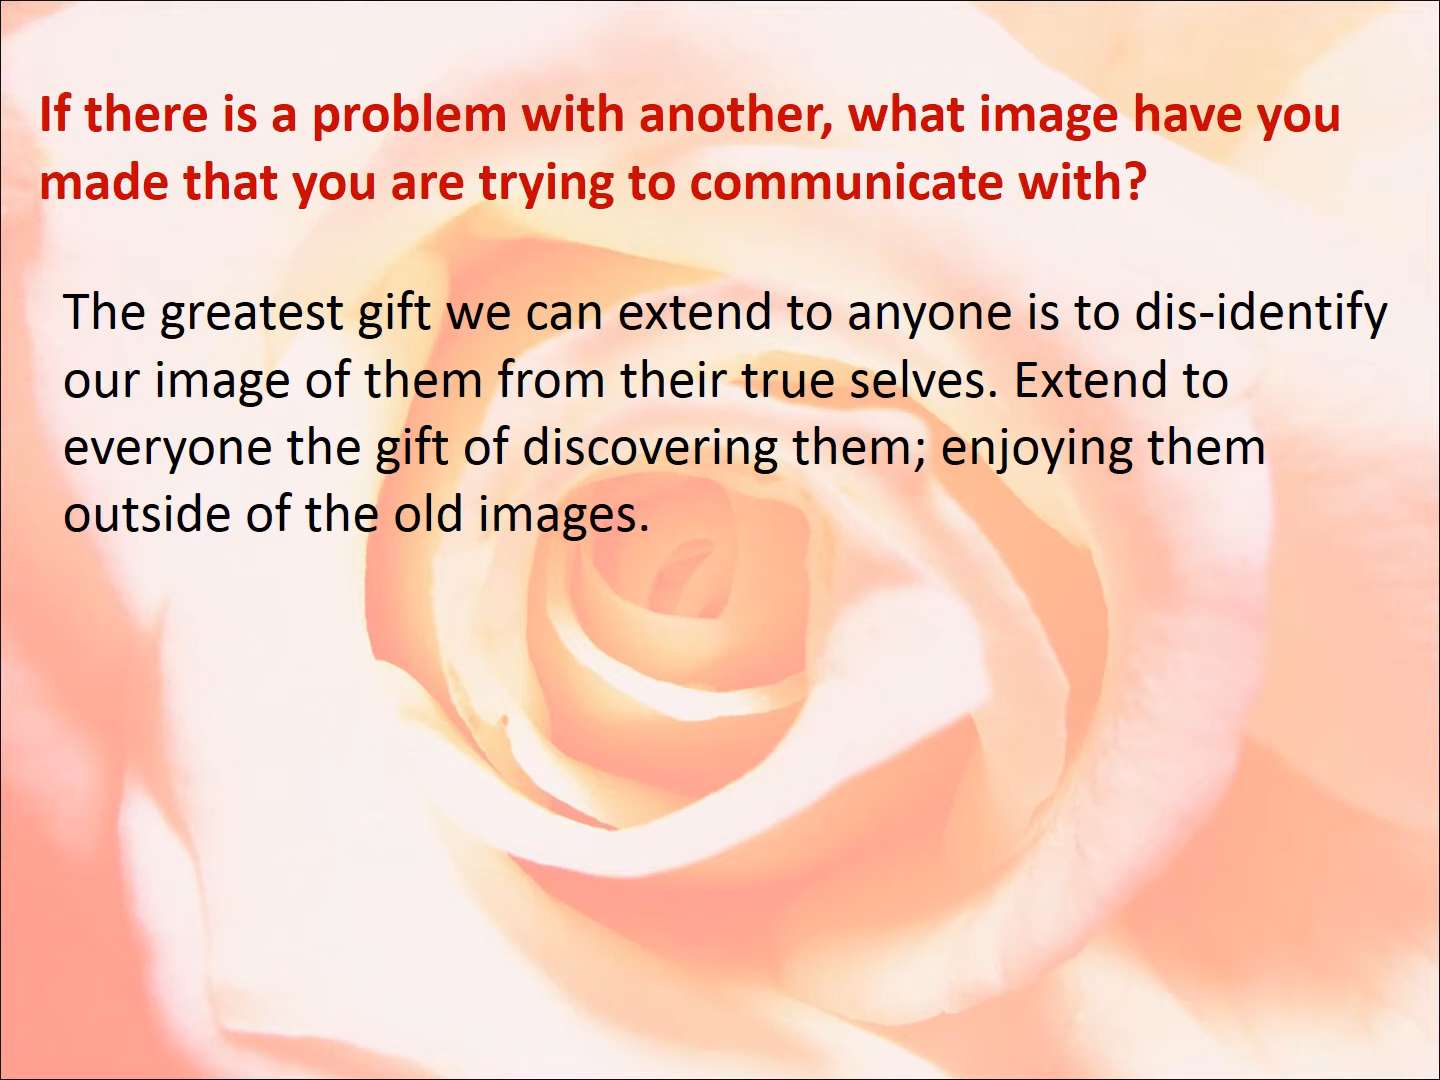 If there is a problem with another, what image have you
made that you are trying to communicate with?
The greatest gift we can extend to anyone is to dis-identify
our image of them from their true selves. Extend to
everyone the gift of discovering them; enjoying them
outside of the old images.